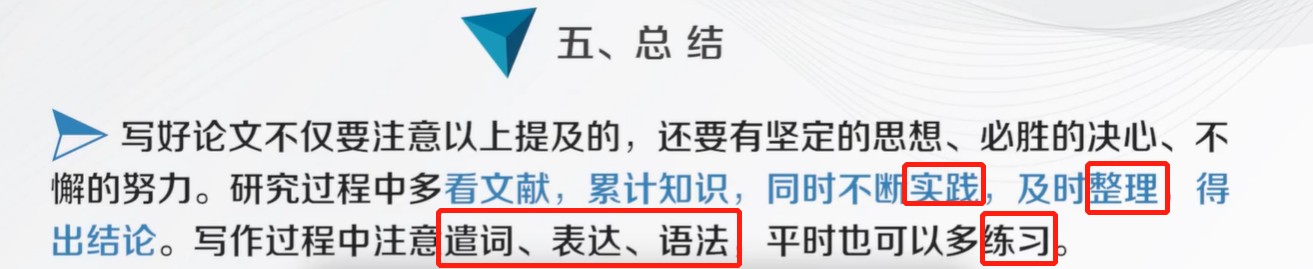 五、总结
写好论文不仅要注意以上提及的，还要有坚定的思想、必胜的决心、不
懈的努力。研究过程中多看文献，累计知识，同时不断实践，及时整理，得
出结论。写作过程中注意遣词、表达、语法，平时也可以多练习。